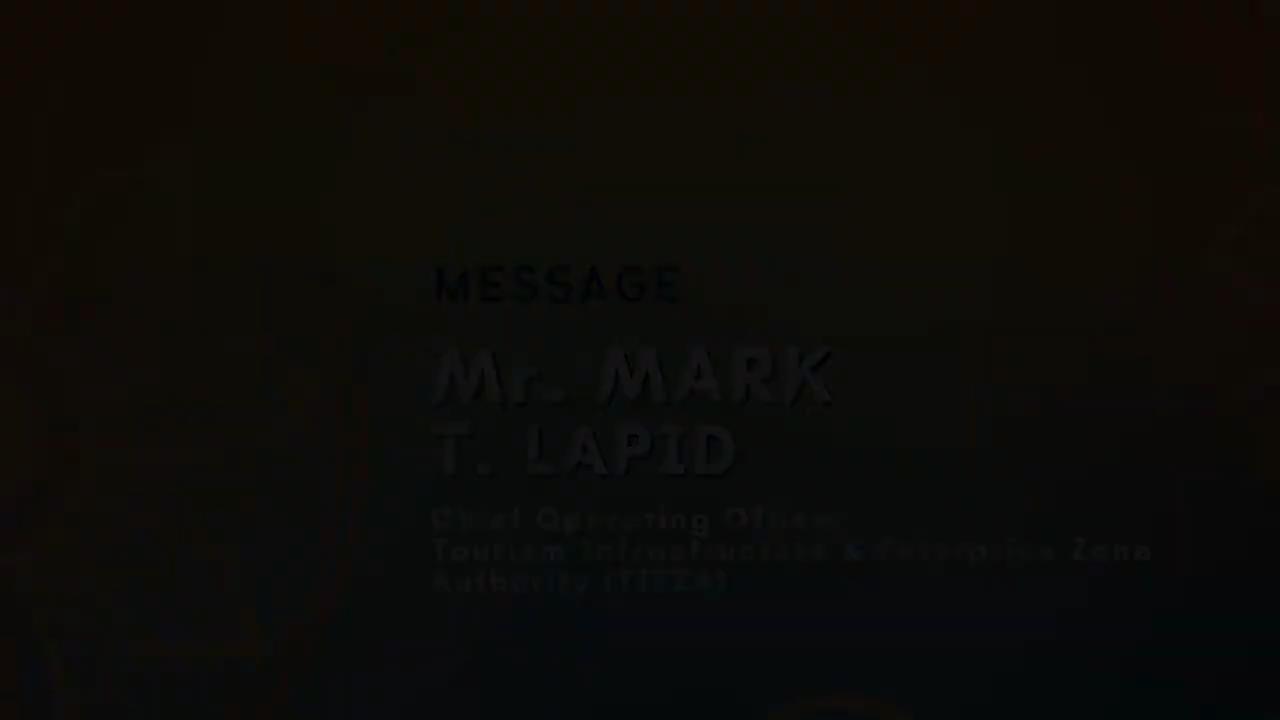 MESSAGE
Mr. MARK
T. LAPID
Chief Operating Officer
Tourism Infrastructure & Enterprise Zone
Authority (TIEZA)